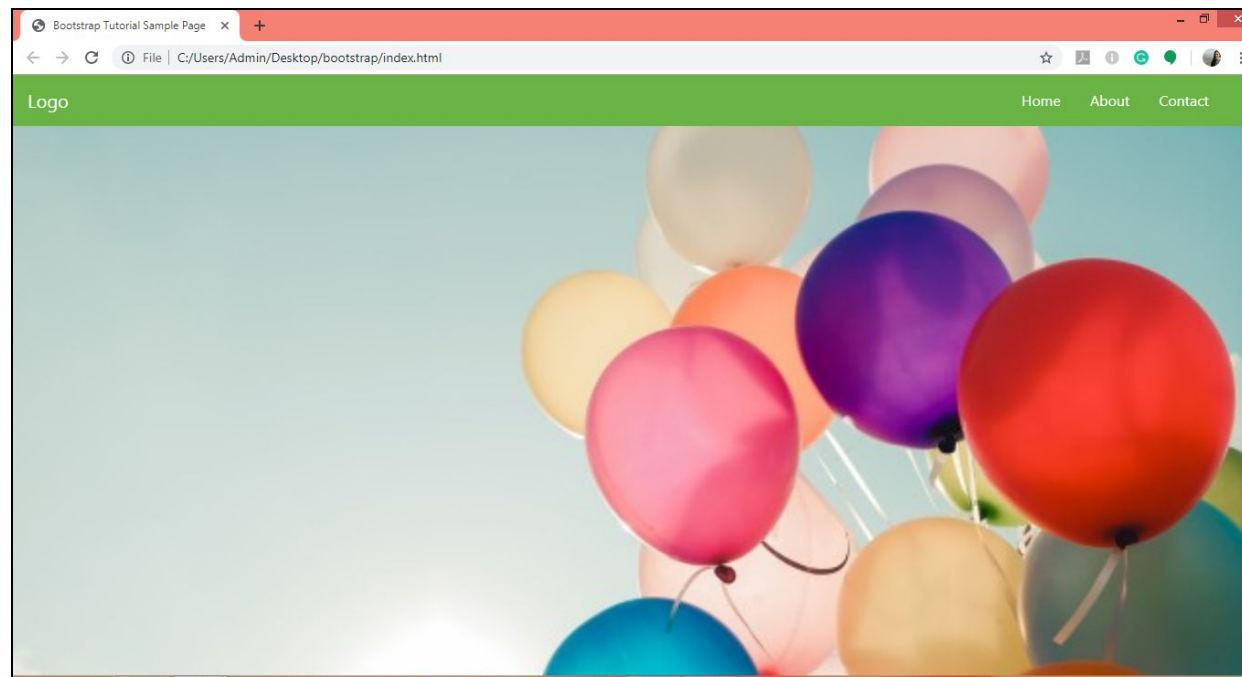 Bootstrap Tutorial Sample Page
File | C:/Users/Admin/Desktop/bootstrap/index.html
Logo
Home About Contact